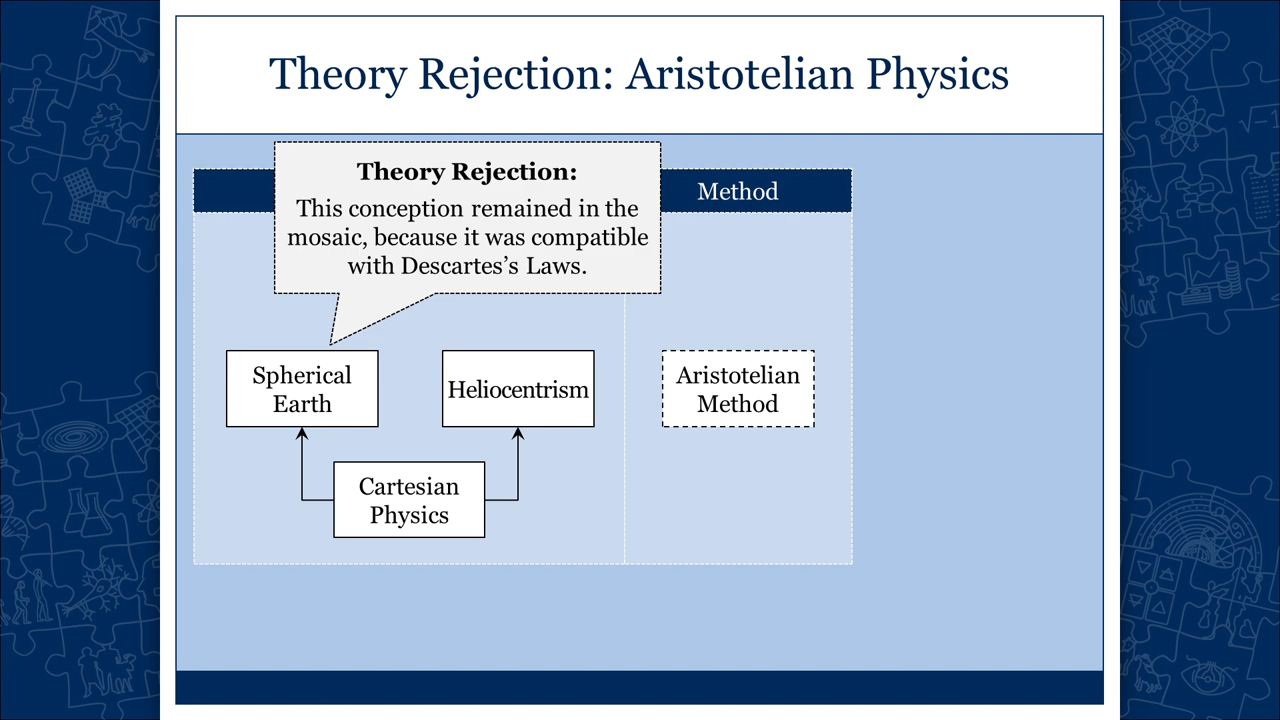 Theory Rejection: Aristotelian Physics
Theory Rejection:
This conception remained in the
mosaic, because it was compatible
with Descartes’s Laws.
Method
Spherical
Earth
Heliocentrism
Aristotelian
Method
Cartesian
Physics